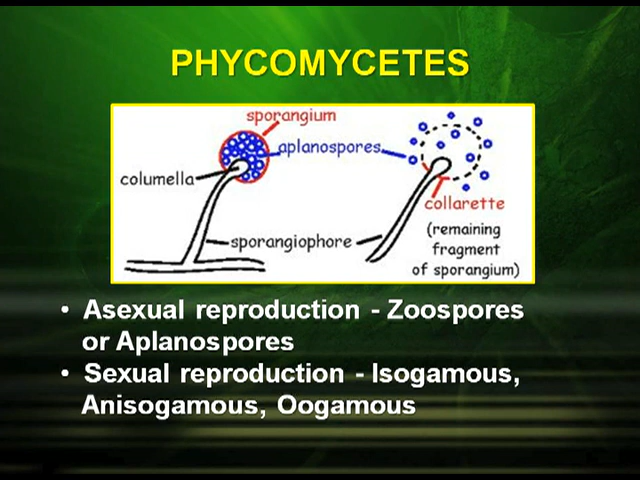 PHYCOMYCETES
sporangium
aplanospores
columella
collarette
sporangiophore
(remaining
fragment
of sporangium)
• Asexual reproduction - Zoospores
or Aplanospores
• Sexual reproduction - Isogamous,
Anisogamous, Oogamous